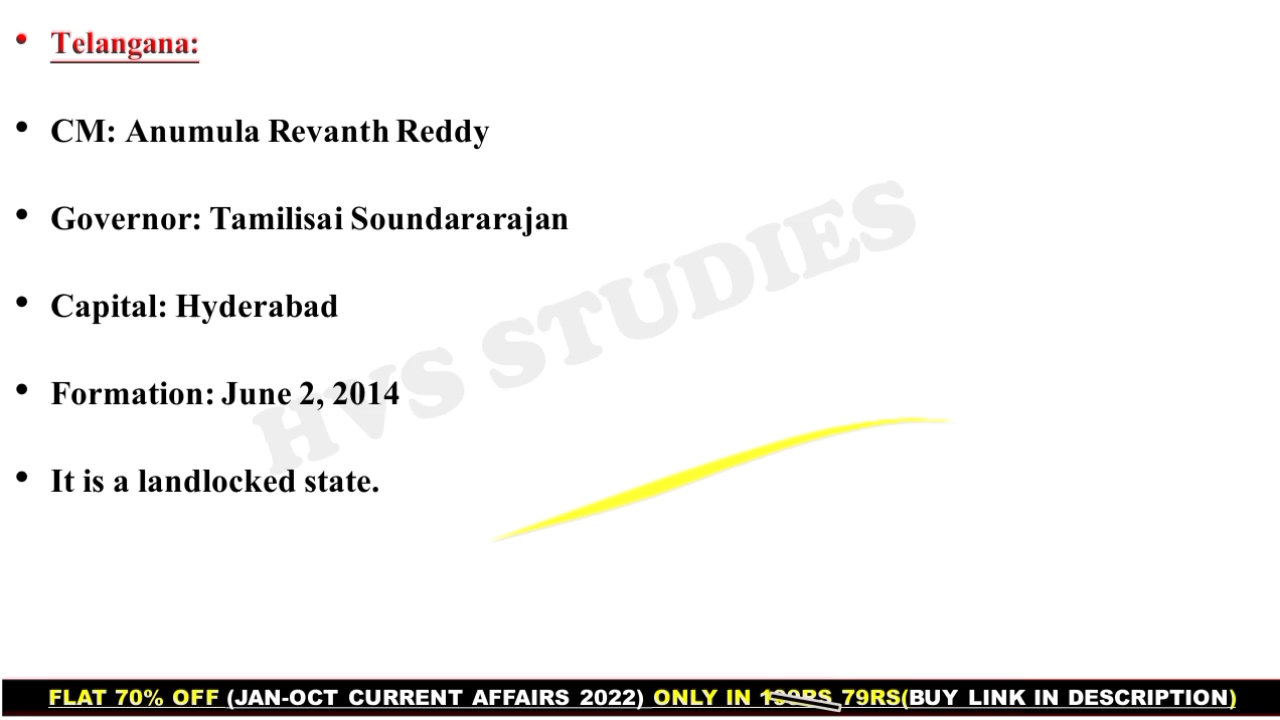 • Telangana:
• CM: Anumula Revanth Reddy
• Governor: Tamilisai Soundararajan
• Capital: Hyderabad
• Formation: June 2, 2014
• It is a landlocked state.
HVS STUDIES
FLAT 70% OFF (JAN-OCT CURRENT AFFAIRS 2022) ONLY IN 79RS(BUY LINK IN DESCRIPTION)